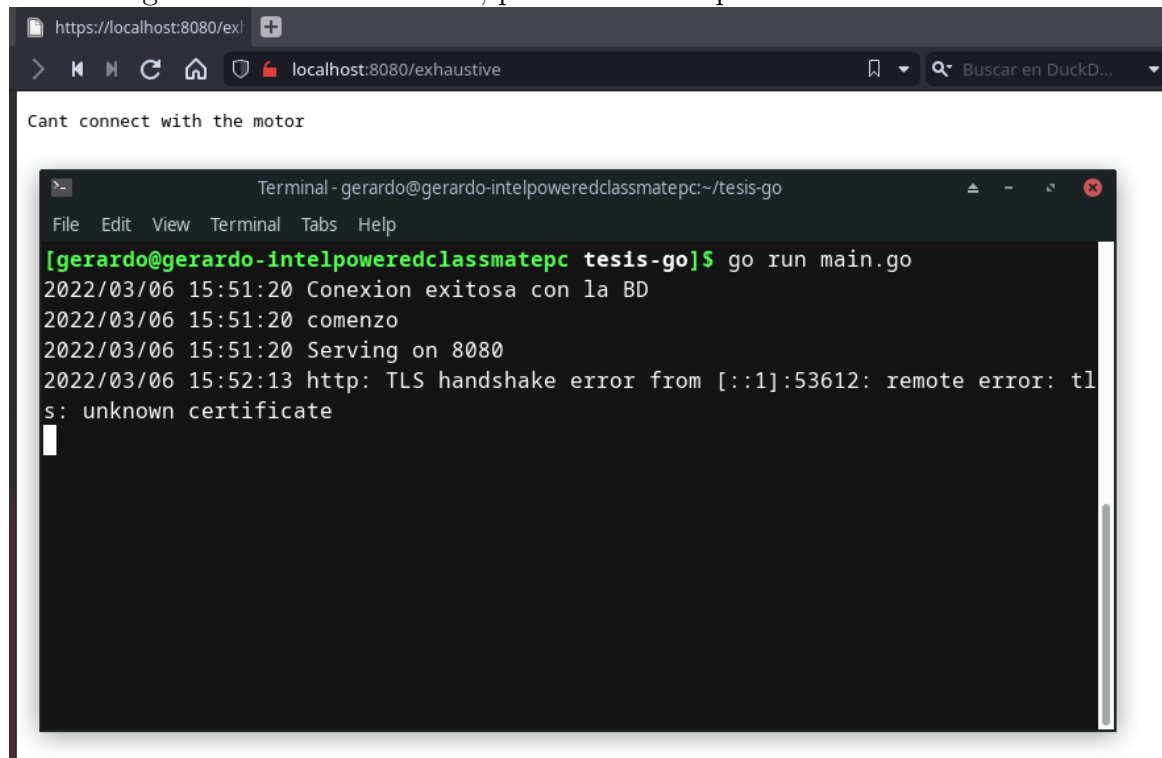 https://localhost:8080/exh
localhost:8080/exhaustive
Buscar en DuckD...
Cant connect with the motor
Terminal - gerardo@gerardo-intelpoweredclassmatepc:~/tesis-go
File Edit View Terminal Tabs Help
[gerardo@gerardo-intelpoweredclassmatepc tesis-go]$ go run main.go
2022/03/06 15:51:20 Conexion exitosa con la BD
2022/03/06 15:51:20 comenzo
2022/03/06 15:51:20 Serving on 8080
2022/03/06 15:52:13 http: TLS handshake error from [::1]:53612: remote error: tl
s: unknown certificate